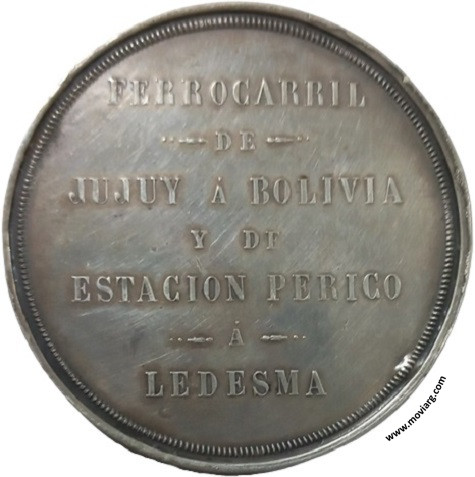 FERROCARRIL
DE
JUJUY Á BOLIVIA
Y DE
ESTACION PERICO
Á
LEDESMA
www.moviarg.com